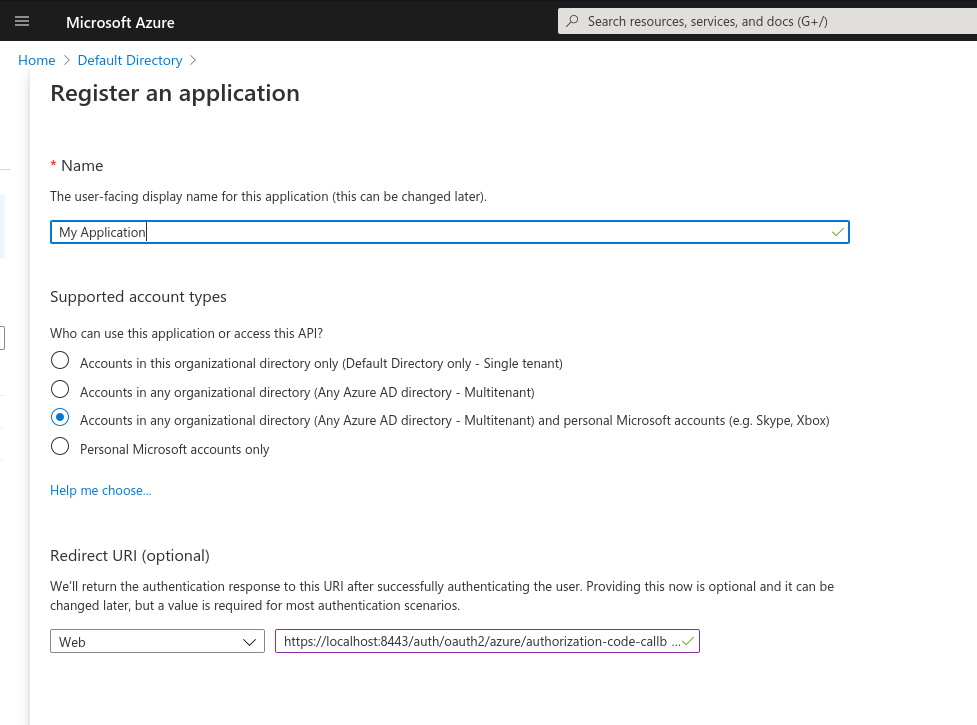 Microsoft Azure
Search resources, services, and docs (G+/)
Home > Default Directory >
Register an application
* Name
The user-facing display name for this application (this can be changed later).
My Application
Supported account types
Who can use this application or access this API?
Accounts in this organizational directory only (Default Directory only - Single tenant)
Accounts in any organizational directory (Any Azure AD directory - Multitenant)
Accounts in any organizational directory (Any Azure AD directory - Multitenant) and personal Microsoft accounts (e.g. Skype, Xbox)
Personal Microsoft accounts only
Help me choose...
Redirect URI (optional)
We'll return the authentication response to this URI after successfully authenticating the user. Providing this now is optional and it can be
changed later, but a value is required for most authentication scenarios.
Web
https://localhost:8443/auth/oauth2/azure/authorization-code-callb ...